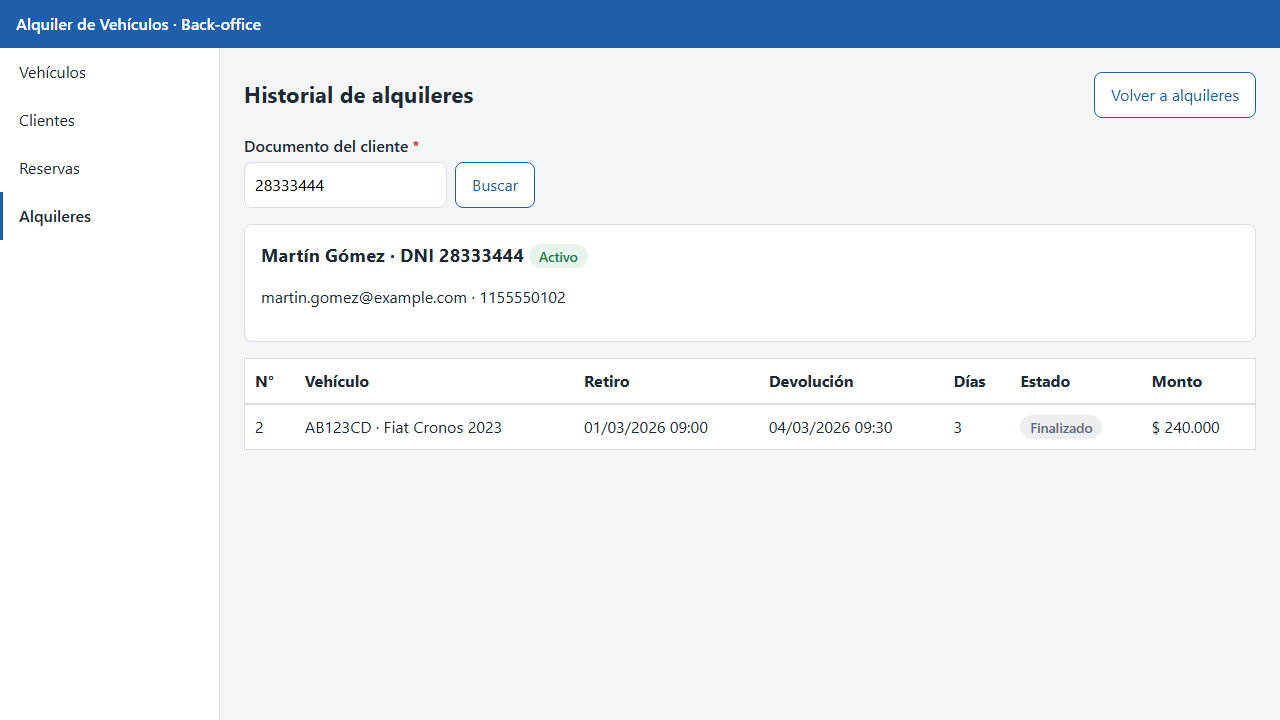 Alquiler de Vehículos · Back-office
Vehículos
Clientes
Reservas
Alquileres
Historial de alquileres
Volver a alquileres
Documento del cliente *
28333444
Buscar
Martín Gómez · DNI 28333444 Activo
martin.gomez@example.com · 1155550102
N° Vehículo Retiro Devolución Días Estado Monto
2 AB123CD · Fiat Cronos 2023 01/03/2026 09:00 04/03/2026 09:30 3 Finalizado $ 240.000